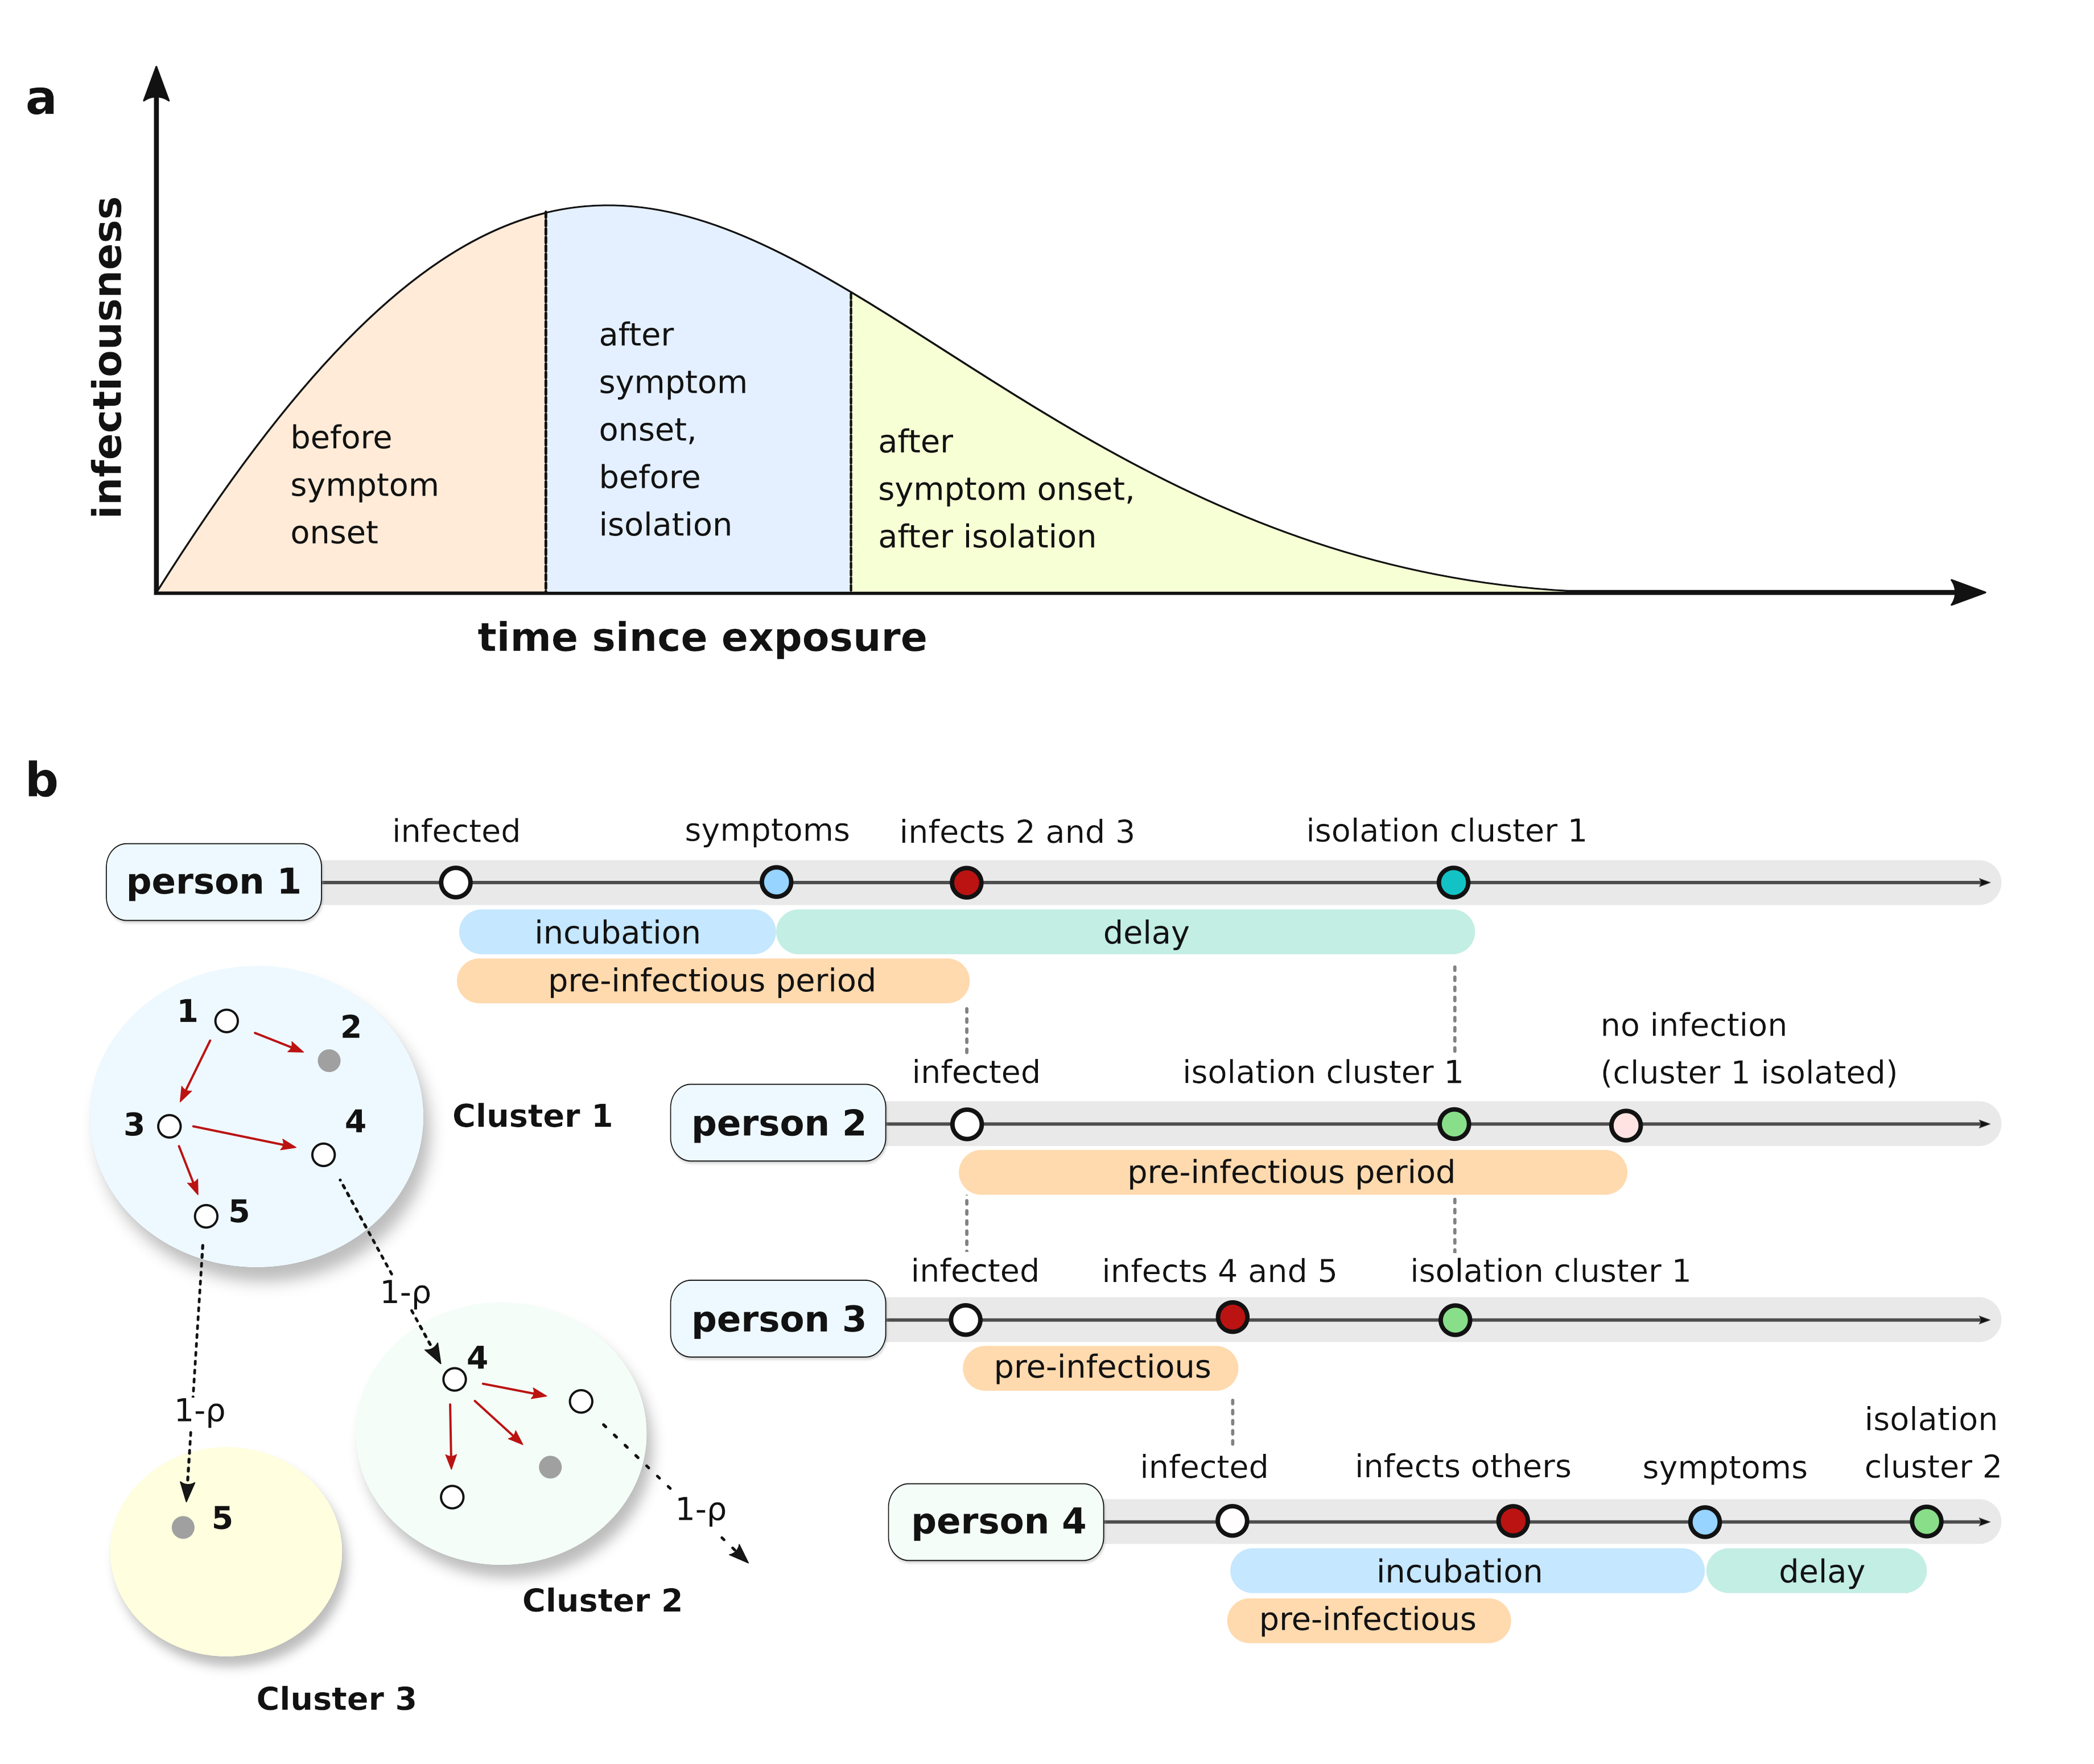 a
infectiousness
before
symptom
onset
after
symptom
onset,
before
isolation
after
symptom onset,
after isolation
time since exposure
b
infected
symptoms
infects 2 and 3
isolation cluster 1
person 1
incubation
delay
pre-infectious period
1
2
3
4
5
Cluster 1
no infection
(cluster 1 isolated)
infected
isolation cluster 1
person 2
pre-infectious period
infected
infects 4 and 5
isolation cluster 1
person 3
pre-infectious
1-ρ
1-ρ
4
1-ρ
Cluster 2
5
Cluster 3
isolation
cluster 2
infected
infects others
symptoms
person 4
incubation
delay
pre-infectious